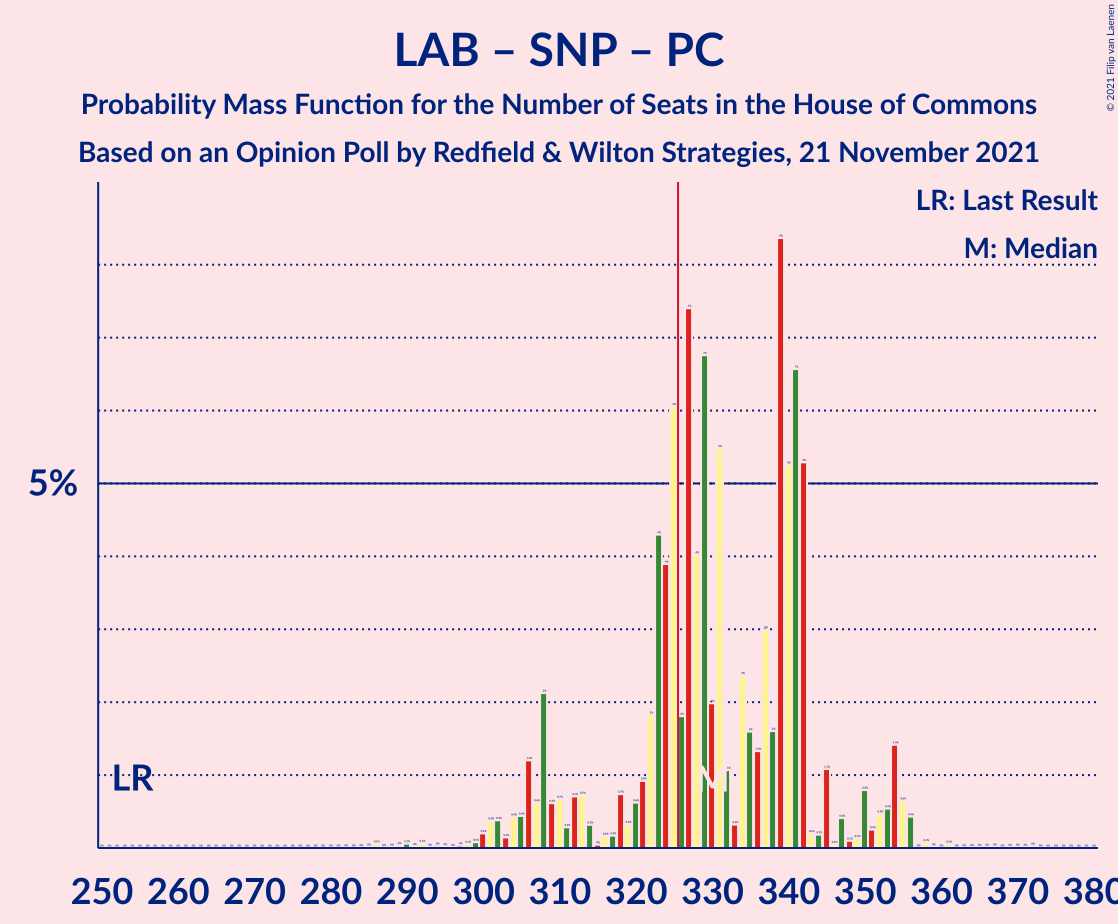 LAB – SNP – PC
Probability Mass Function for the Number of Seats in the House of Commons
Based on an Opinion Poll by Redfield & Wilton Strategies, 21 November 2021
© 2021 Filip van Laenen
LR: Last Result
M: Median
5%
LR
M
250 260 270 280 290 300 310 320 330 340 350 360 370 380